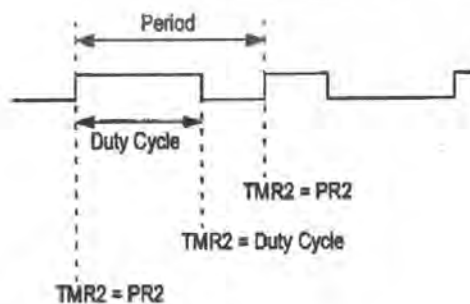 Period
Duty Cycle
TMR2 = PR2
TMR2 = Duty Cycle
TMR2 = PR2